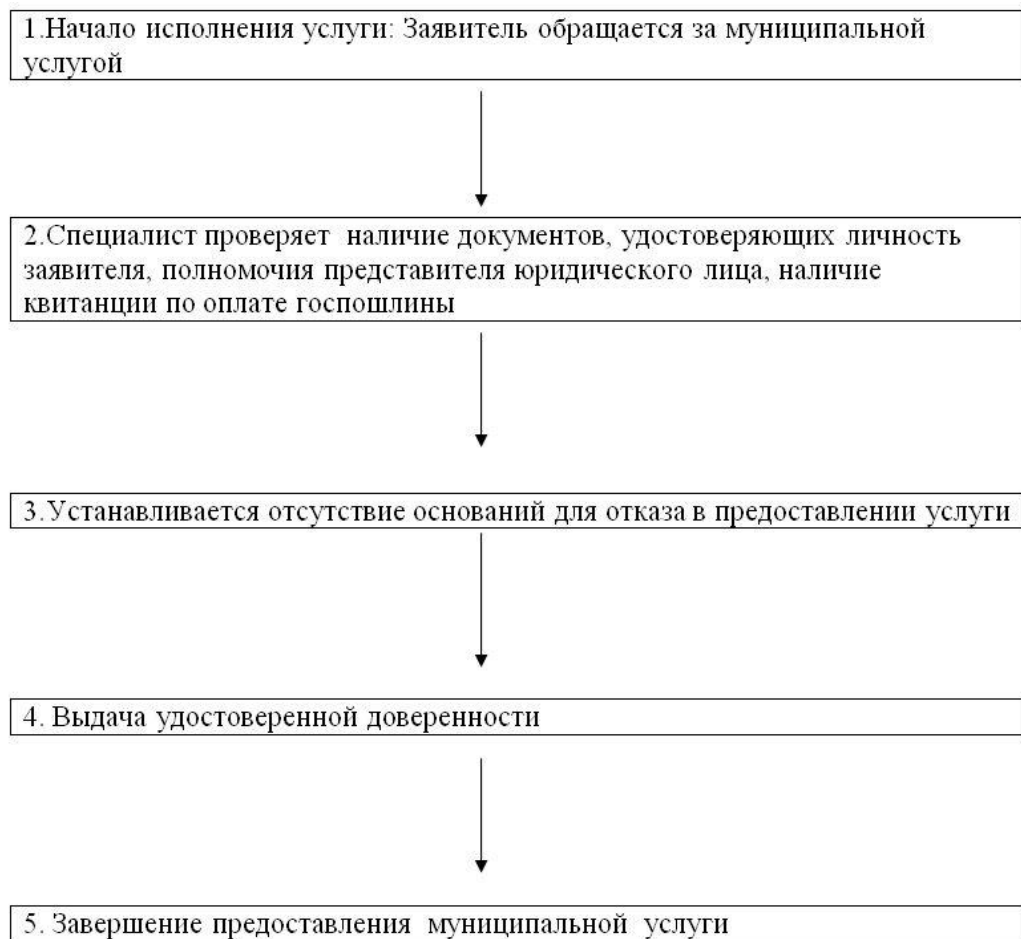 1.Начало исполнения услуги: Заявитель обращается за муниципальной
услугой
2.Специалист проверяет наличие документов, удостоверяющих личность
заявителя, полномочия представителя юридического лица, наличие
квитанции по оплате госпошлины
3.Устанавливается отсутствие оснований для отказа в предоставлении услуги
4. Выдача удостоверенной доверенности
5. Завершение предоставления муниципальной услуги